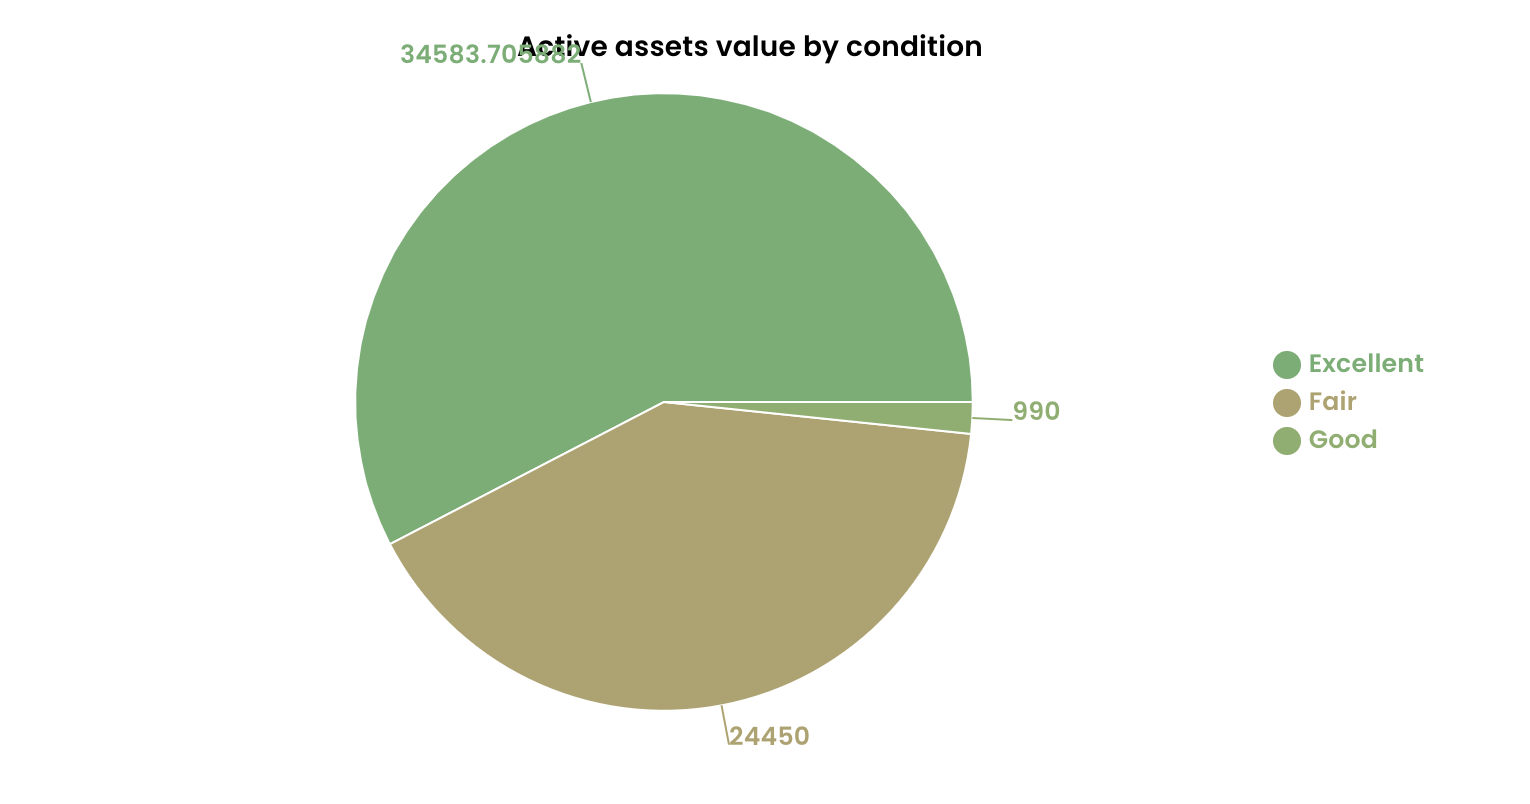 Active assets value by condition
34583.705882
990
24450
Excellent
Fair
Good